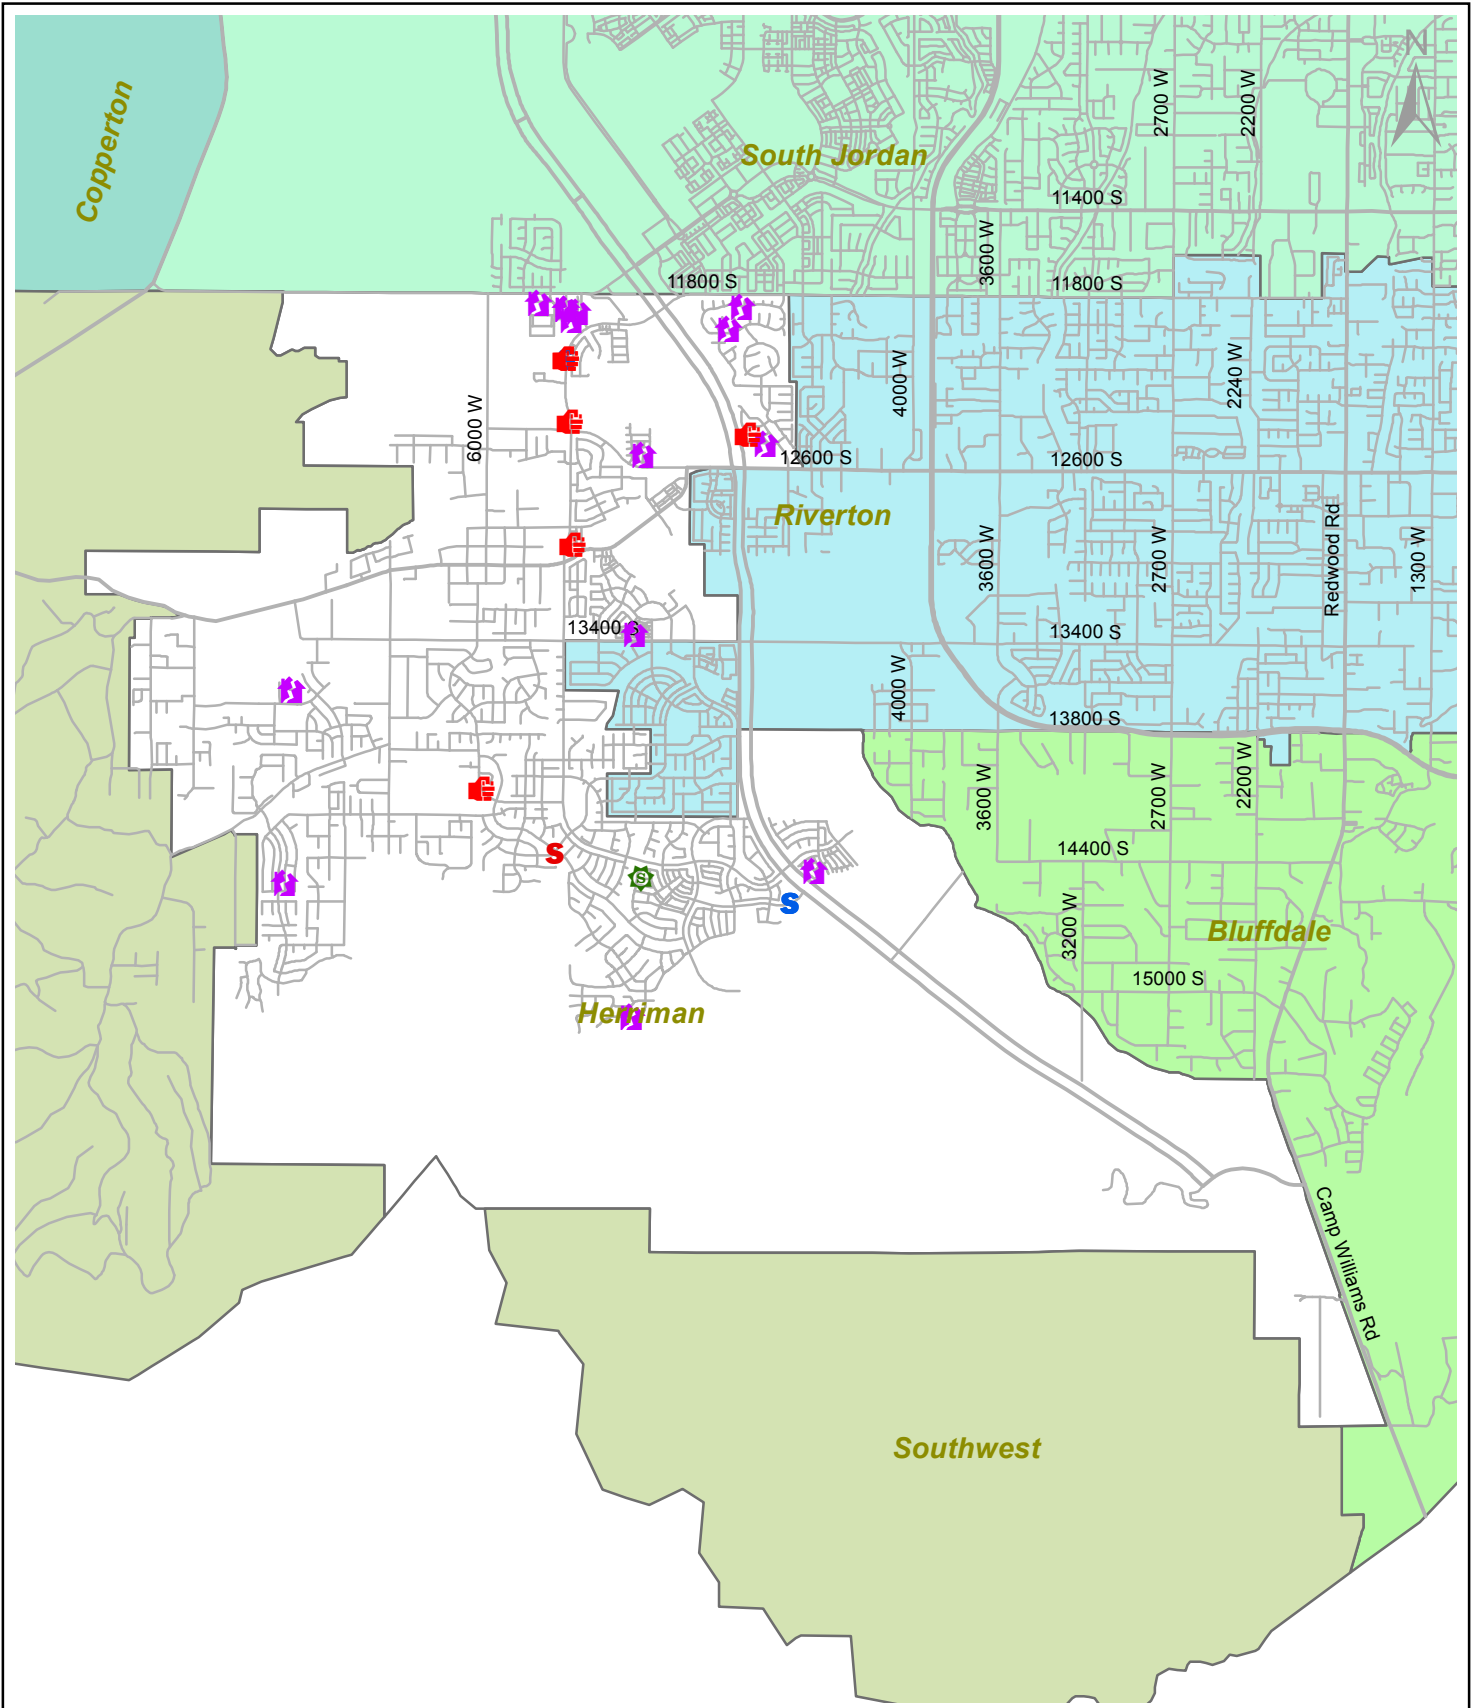 N
Copperton
South Jordan
2700 W
2200 W
11400 S
3600 W
11800 S
11800 S
6000 W
4000 W
2240 W
12600 S
12600 S
Riverton
3600 W
2700 W
Redwood Rd
1300 W
13400 S
13400 S
4000 W
13800 S
3600 W
2700 W
2200 W
14400 S
S
S
S
3200 W
Bluffdale
15000 S
Herriman
Camp Williams Rd
Southwest